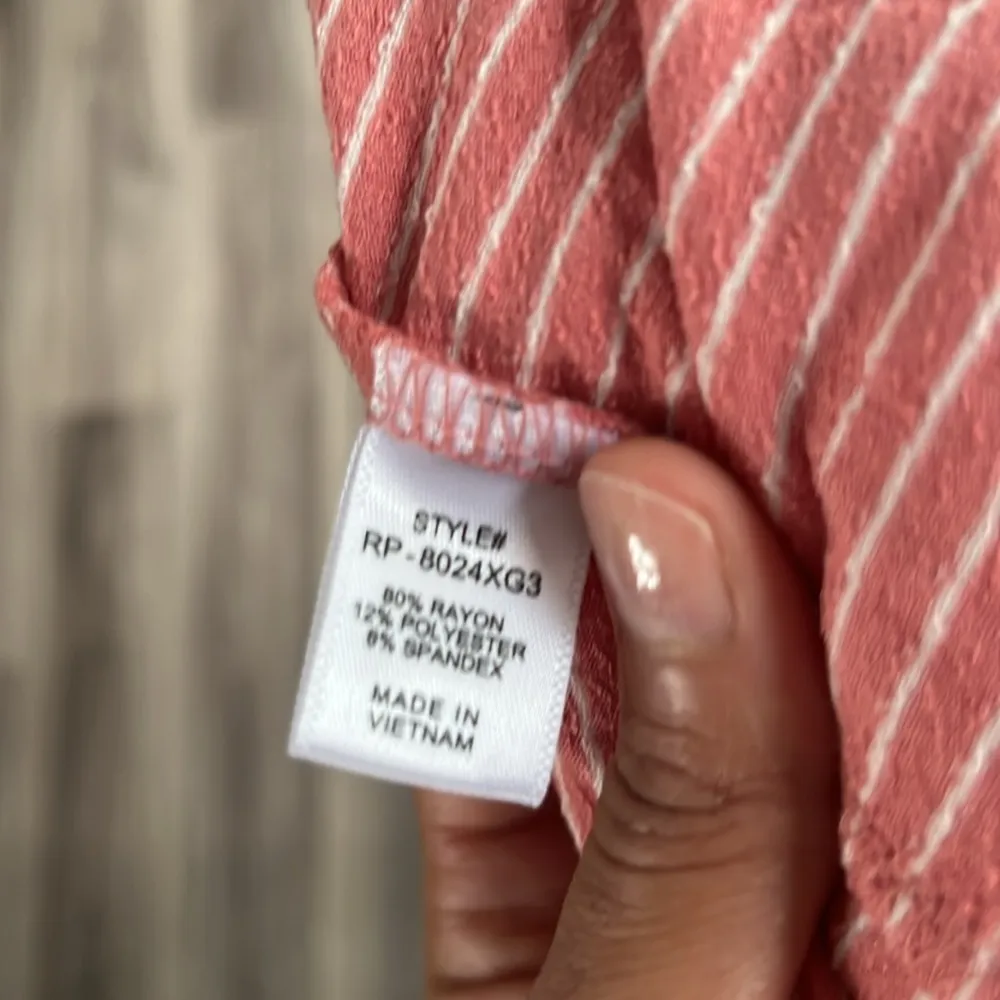 STYLE#
RP-8024XG3
80% RAYON
12% POLYESTER
8% SPANDEX
MADE IN
VIETNAM